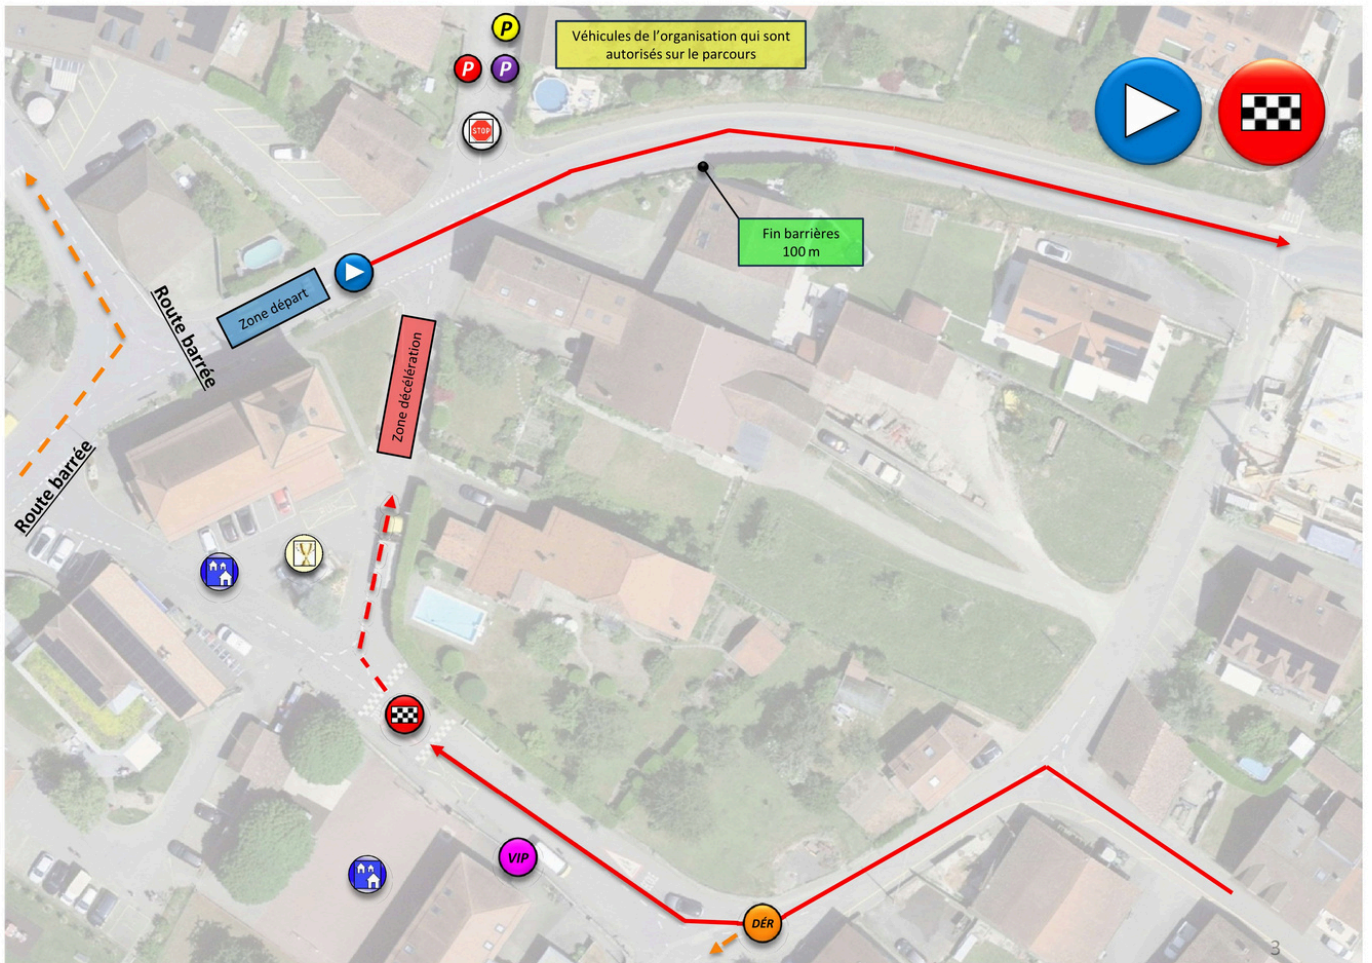 P
Véhicules de l'organisation qui sont
autorisés sur le parcours
P
P
STOP
Fin barrières
100 m
Zone départ
Route barrée
Zone décélération
Route barrée
VIP
DÉR
3